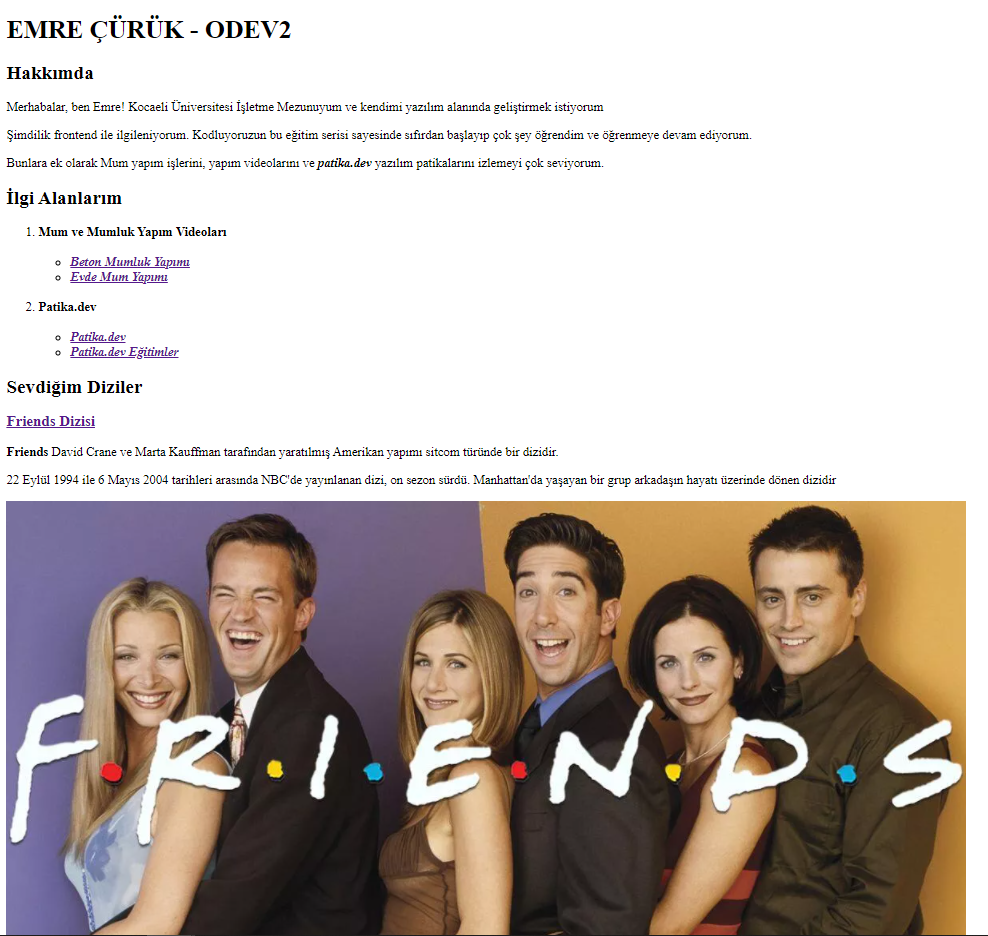 EMRE ÇÜRÜK - ODEV2
Hakkımda
Merhabalar, ben Emre! Kocaeli Üniversitesi İşletme Mezunuyum ve kendimi yazılım alanında geliştirmek istiyorum
Şimdilik frontend ile ilgileniyorum. Kodluyoruzun bu eğitim serisi sayesinde sıfırdan başlayıp çok şey öğrendim ve öğrenmeye devam ediyorum.
Bunlara ek olarak Mum yapım işlerini, yapım videolarını ve patika.dev yazılım patikalarını izlemeyi çok seviyorum.
İlgi Alanlarım
1. Mum ve Mumluk Yapım Videoları
Beton Mumluk Yapımı
Evde Mum Yapımı
2. Patika.dev
Patika.dev
Patika.dev Eğitimler
Sevdiğim Diziler
Friends Dizisi
Friends David Crane ve Marta Kauffman tarafından yaratılmış Amerikan yapımı sitcom türünde bir dizidir.
22 Eylül 1994 ile 6 Mayıs 2004 tarihleri arasında NBC'de yayınlanan dizi, on sezon sürdü. Manhattan'da yaşayan bir grup arkadaşın hayatı üzerinde dönen dizidir
F·R·I·E·N·D·S